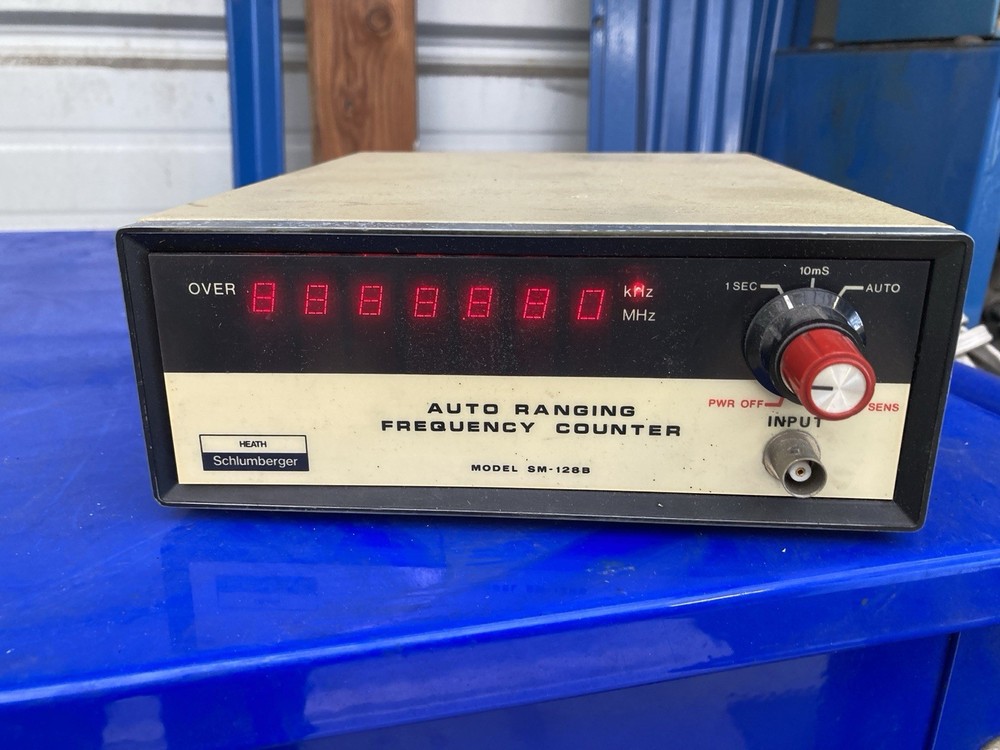 OVER 8888880 kHz
MHz
1 SEC 10mS AUTO
PWR OFF SENS
AUTO RANGING
FREQUENCY COUNTER
INPUT
HEATH
Schlumberger
MODEL SM-128B